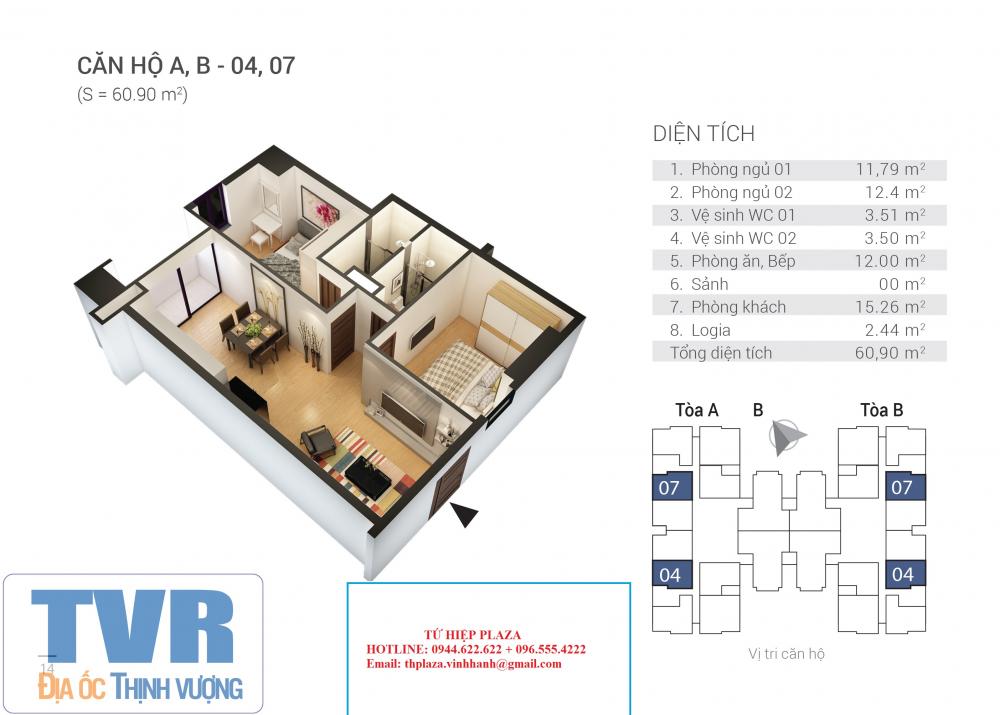 CĂN HỘ A, B - 04, 07
(S = 60.90 m²)
DIỆN TÍCH
1. Phòng ngủ 01 11,79 m²
2. Phòng ngủ 02 12.4 m²
3. Vệ sinh WC 01 3.51 m²
4. Vệ sinh WC 02 3.50 m²
5. Phòng ăn, Bếp 12.00 m²
6. Sảnh 00 m²
7. Phòng khách 15.26 m²
8. Logia 2.44 m²
Tổng diện tích 60,90 m²
Tòa A B Tòa B
07 07
04 04
Vị tri căn hộ
TVR
14
ĐỊA ỐC THỊNH VƯỢNG
TỨ HIỆP PLAZA
HOTLINE: 0944.622.622 + 096.555.4222
Email: thplaza.vinhhanh@gmail.com